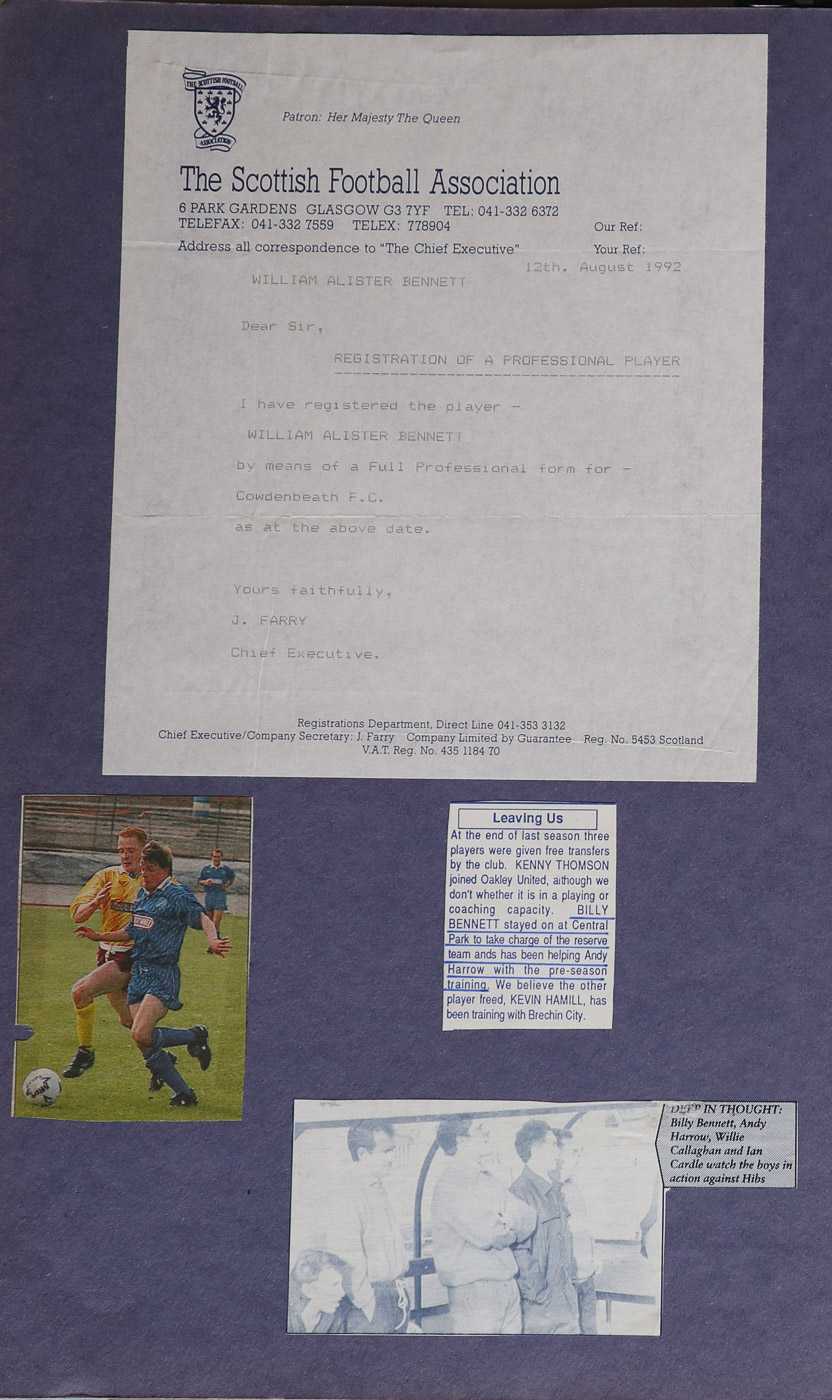 THE SCOTTISH FOOTBALL
ASSOCIATION
Patron: Her Majesty The Queen
The Scottish Football Association
6 PARK GARDENS GLASGOW G3 7YF TEL: 041-332 6372
TELEFAX: 041-332 7559 TELEX: 778904
Our Ref:
Address all correspondence to "The Chief Executive"
Your Ref:
12th. August 1992
WILLIAM ALISTER BENNETT
Dear Sir,
REGISTRATION OF A PROFESSIONAL PLAYER
I have registered the player -
WILLIAM ALISTER BENNETT
by means of a Full Professional form for -
Cowdenbeath F.C.
as at the above date.
Yours faithfully,
J. FARRY
Chief Executive.
Registrations Department, Direct Line 041-353 3132
Chief Executive/Company Secretary: J. Farry Company Limited by Guarantee Reg. No. 5453 Scotland
V.A.T. Reg. No. 435 1184 70
Leaving Us
At the end of last season three
players were given free transfers
by the club. KENNY THOMSON
joined Oakley United, although we
don't whether it is in a playing or
coaching capacity. BILLY
BENNETT stayed on at Central
Park to take charge of the reserve
team ands has been helping Andy
Harrow with the pre-season
training. We believe the other
player freed, KEVIN HAMILL, has
been training with Brechin City.
DEEP IN THOUGHT:
Billy Bennett, Andy
Harrow, Willie
Callaghan and Ian
Cardle watch the boys in
action against Hibs